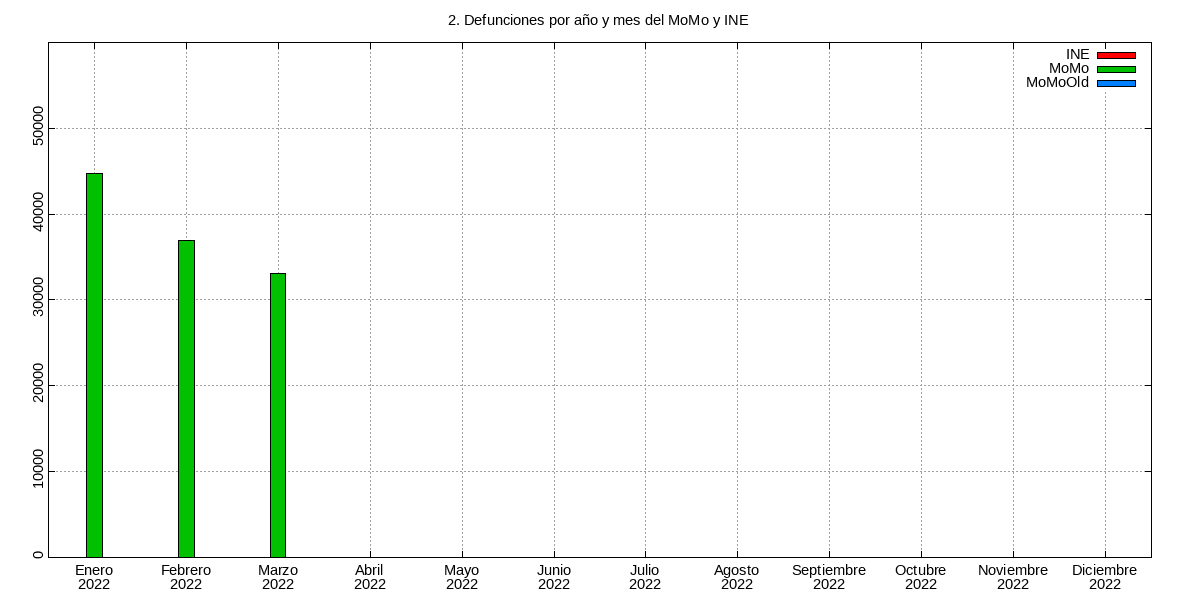 2. Defunciones por año y mes del MoMo y INE
INE
MoMo
MoMoOld
50000
40000
30000
20000
10000
0
Enero Febrero Marzo Abril Mayo Junio Julio Agosto Septiembre Octubre Noviembre Diciembre
2022 2022 2022 2022 2022 2022 2022 2022 2022 2022 2022 2022